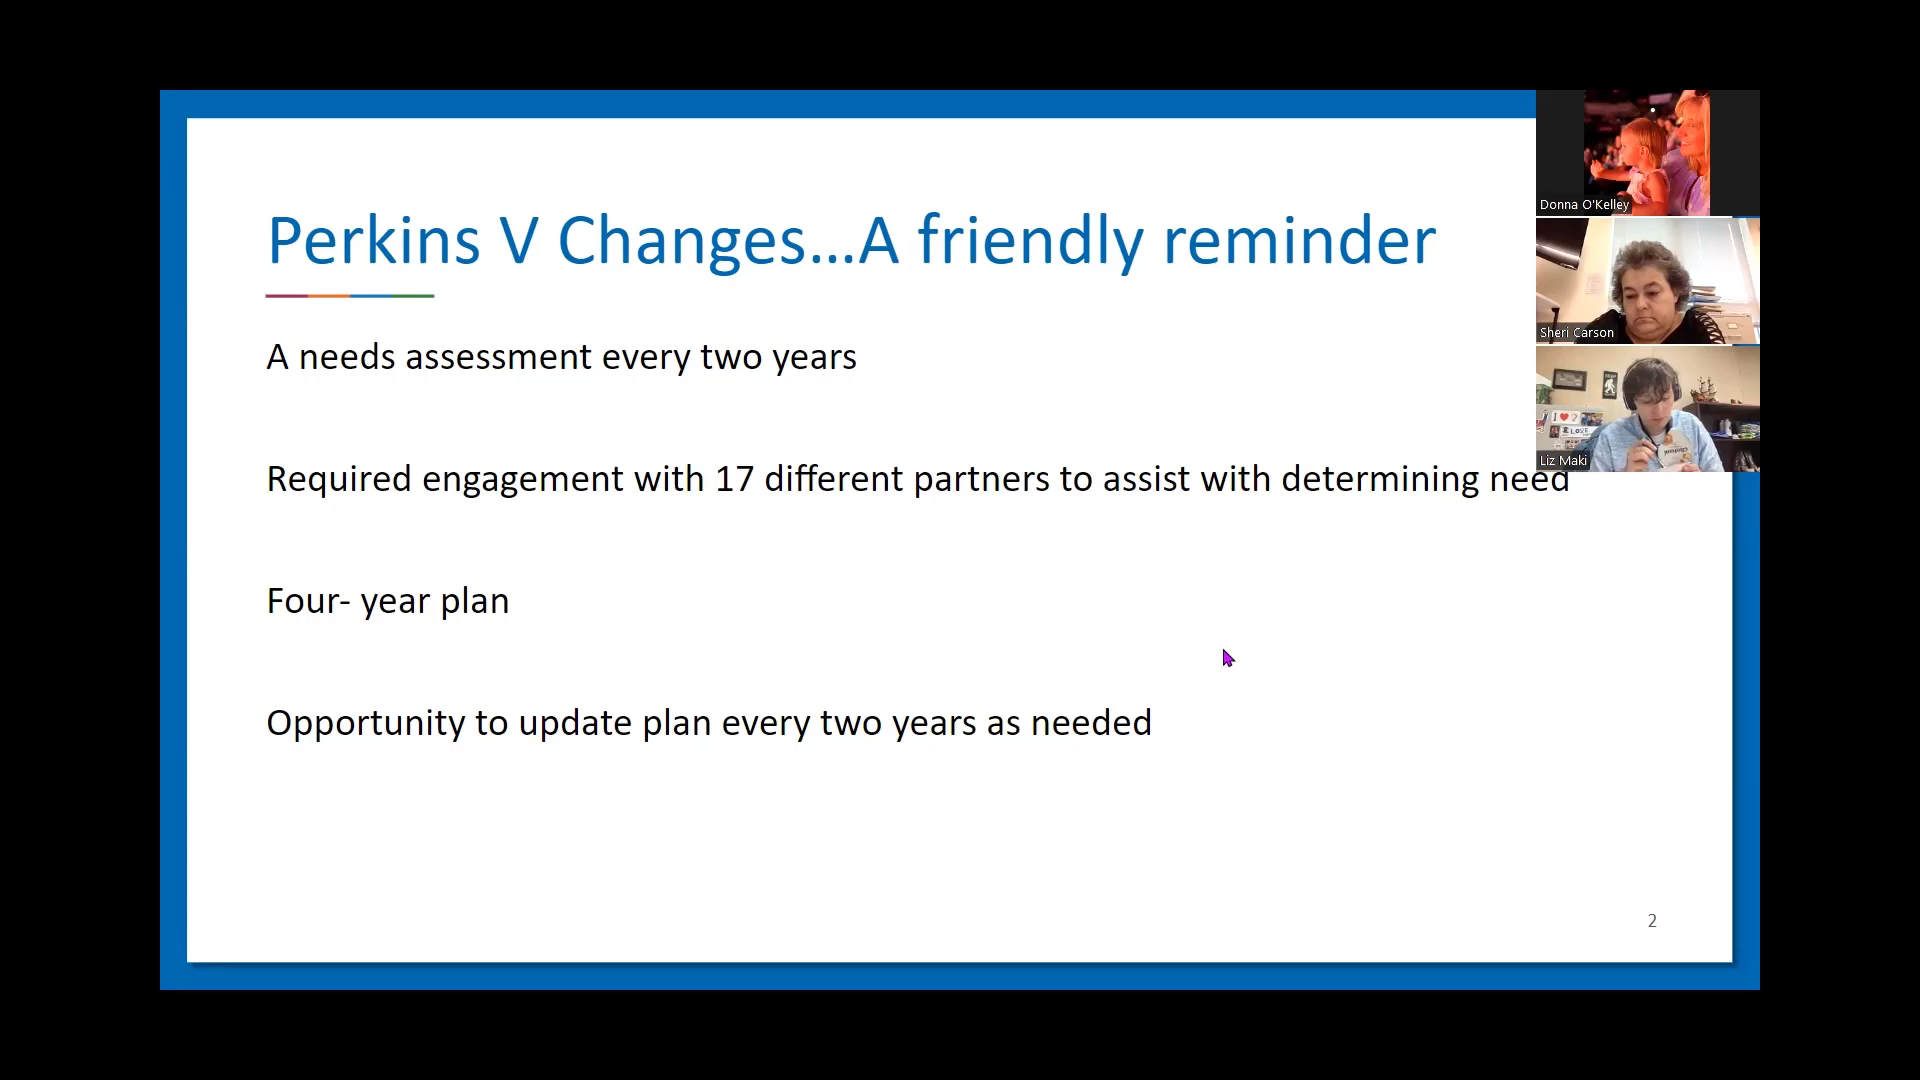 Perkins V Changes...A friendly reminder
A needs assessment every two years
Required engagement with 17 different partners to assist with determining need
Four- year plan
Opportunity to update plan every two years as needed
2
Donna O'Kelley
Sheri Carson
Liz Maki
I ❤ ?
LOVE